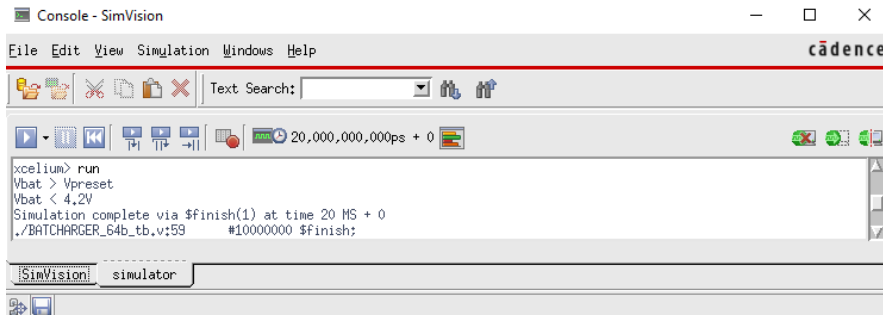 Console - SimVision
File Edit View Simulation Windows Help
cādence
Text Search:
20,000,000,000ps + 0
xcelium> run
Vbat > Vpreset
Vbat < 4.2V
Simulation complete via $finish(1) at time 20 MS + 0
./BATCHARGER_64b_tb.v:59 #10000000 $finish;
SimVision simulator